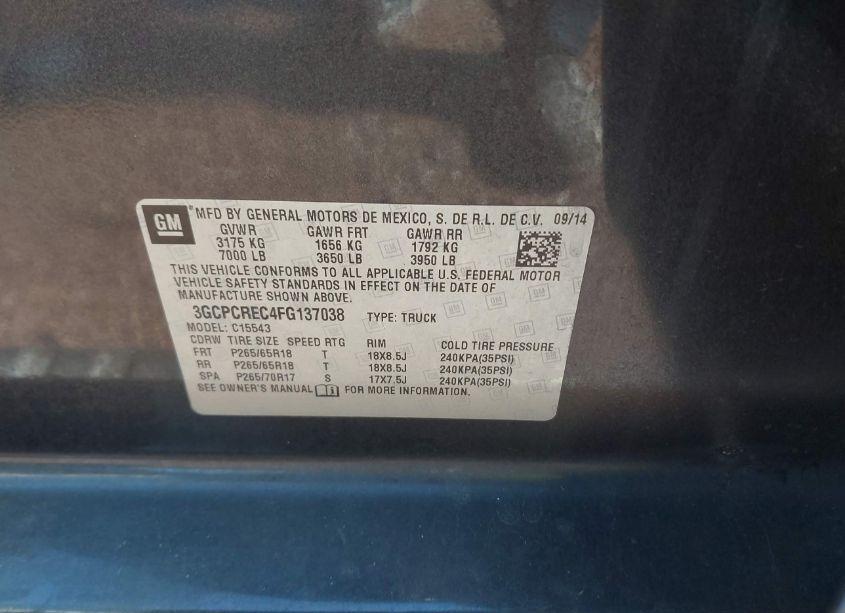 GM
MFD BY GENERAL MOTORS DE MEXICO, S. DE R.L. DE C.V. 09/14
GVWR GAWR FRT GAWR RR
3175 KG 1656 KG 1792 KG
7000 LB 3650 LB 3950 LB
THIS VEHICLE CONFORMS TO ALL APPLICABLE U.S. FEDERAL MOTOR
VEHICLE SAFETY STANDARDS IN EFFECT ON THE DATE OF
MANUFACTURE SHOWN ABOVE.
3GCPCREC4FG137038 TYPE: TRUCK
MODEL: C15543
CDRW TIRE SIZE SPEED RTG RIM COLD TIRE PRESSURE
FRT P265/65R18 T 18X8.5J 240KPA(35PSI)
RR P265/65R18 T 18X8.5J 240KPA(35PSI)
SPA P265/70R17 S 17X7.5J 240KPA(35PSI)
SEE OWNER'S MANUAL FOR MORE INFORMATION.